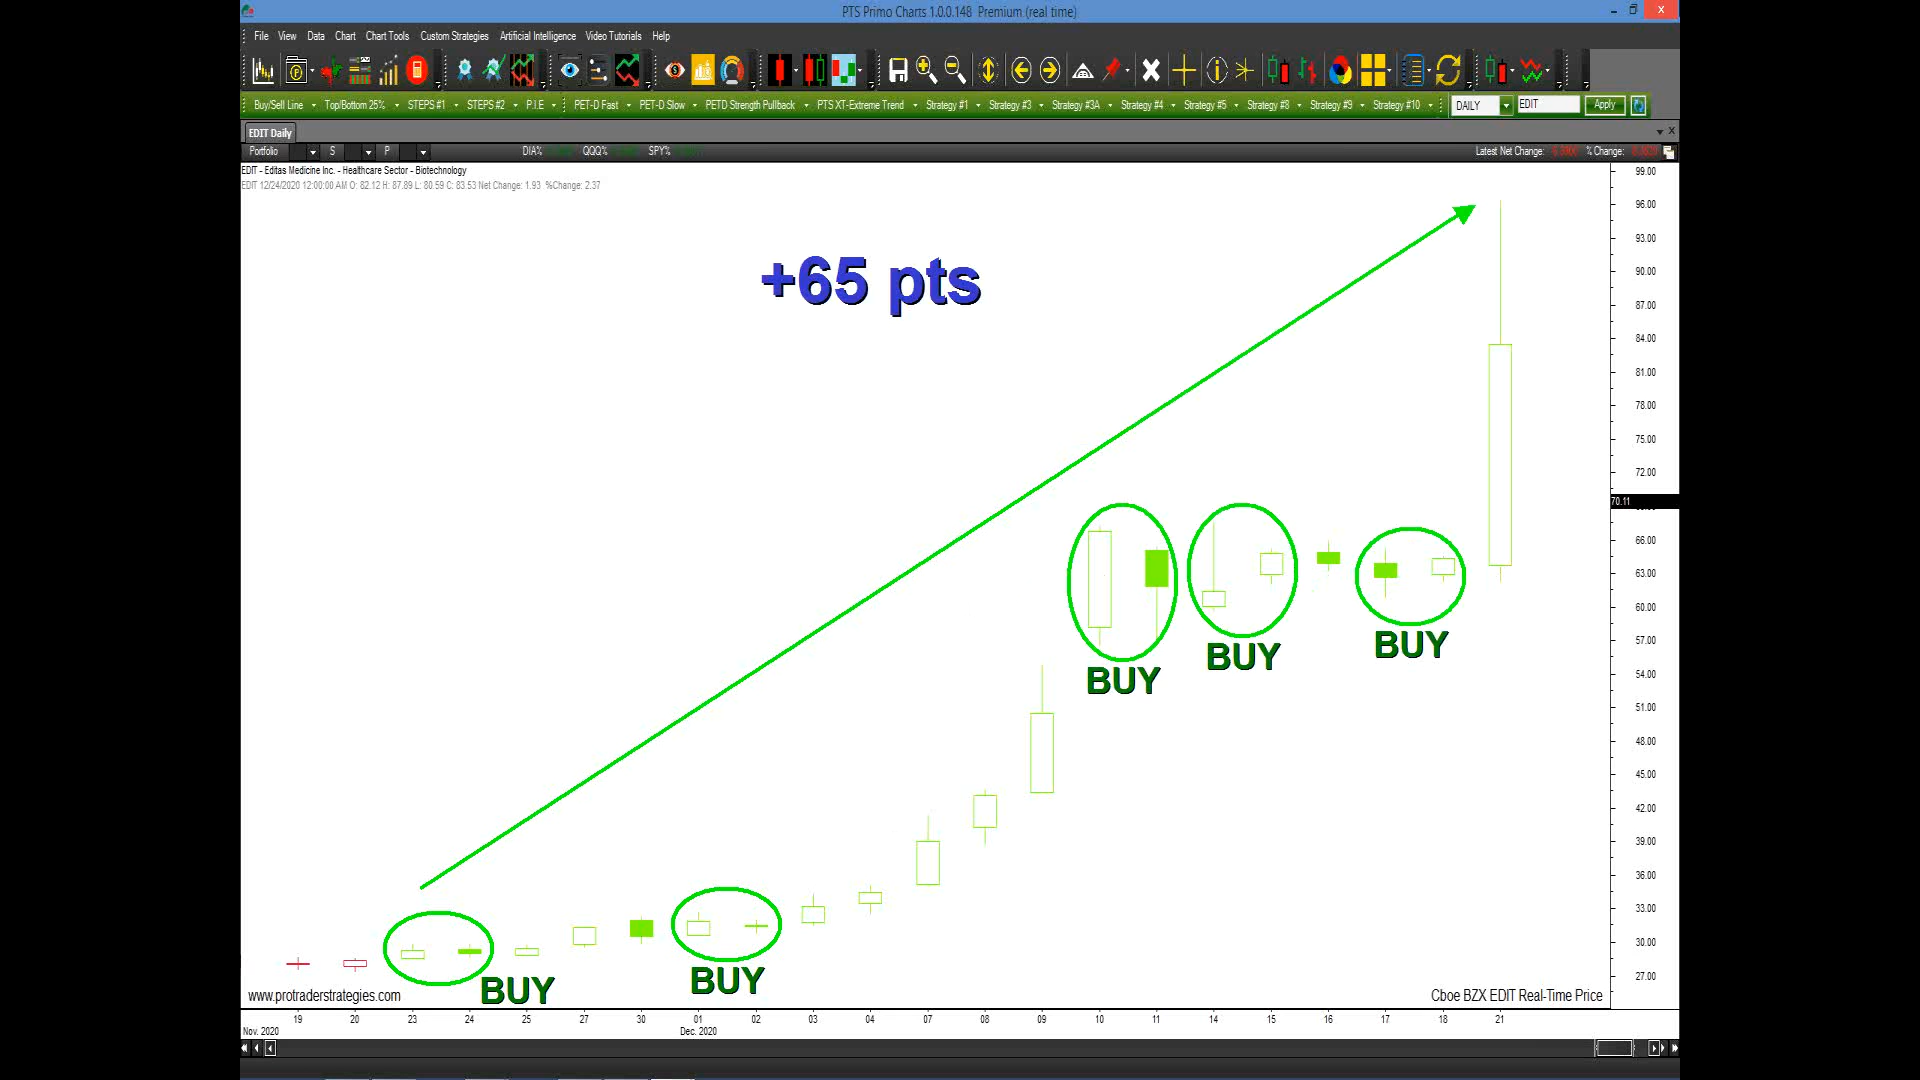 PTS Primo Charts 1.0.0.148 Premium (real time)
File View Data Chart Chart Tools Custom Strategies Artificial Intelligence Video Tutorials Help
Buy/Sell Line Top/Bottom 25% STEPS #1 STEPS #2 P.I.E PET-D Fast PET-D Slow PETD Strength Pullback PTS XT-Extreme Trend Strategy #1 Strategy #3 Strategy #3A Strategy #4 Strategy #5 Strategy #8 Strategy #9 Strategy #10 DAILY EDIT Apply
EDIT Daily
Portfolio S P DIA% QQQ% SPY% Latest Net Change: % Change:
EDIT - Editas Medicine Inc. - Healthcare Sector - Biotechnology
EDIT 12/24/2020 12:00:00 AM O: 82.12 H: 87.89 L: 80.59 C: 83.53 Net Change: 1.93 %Change: 2.37
+65 pts
99.00
96.00
93.00
90.00
87.00
84.00
81.00
78.00
75.00
72.00
70.11
66.00
63.00
60.00
57.00
54.00
51.00
48.00
45.00
42.00
39.00
36.00
33.00
30.00
27.00
BUY
BUY
BUY
BUY
BUY
www.protraderstrategies.com
Cboe BZX EDIT Real-Time Price
19 20 23 24 25 27 30 01 02 03 04 07 08 09 10 11 14 15 16 17 18 21
Nov. 2020 Dec. 2020